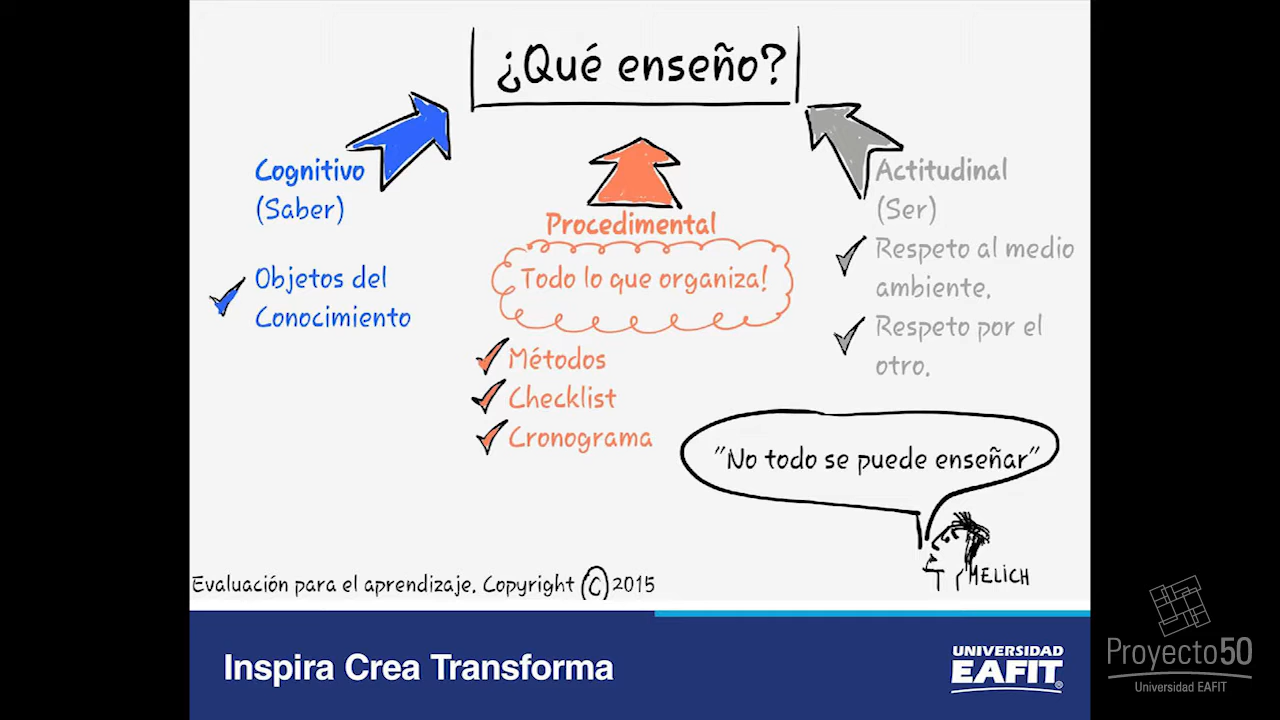 ¿Qué enseño?
Cognitivo
(Saber)
Objetos del
Conocimiento
Procedimental
Todo lo que organiza!
Métodos
Checklist
Cronograma
Actitudinal
(Ser)
Respeto al medio
ambiente.
Respeto por el
otro.
"No todo se puede enseñar"
MELICH
Evaluación para el aprendizaje. Copyright © 2015
Inspira Crea Transforma
UNIVERSIDAD
EAFIT®
Proyecto50
Universidad EAFIT